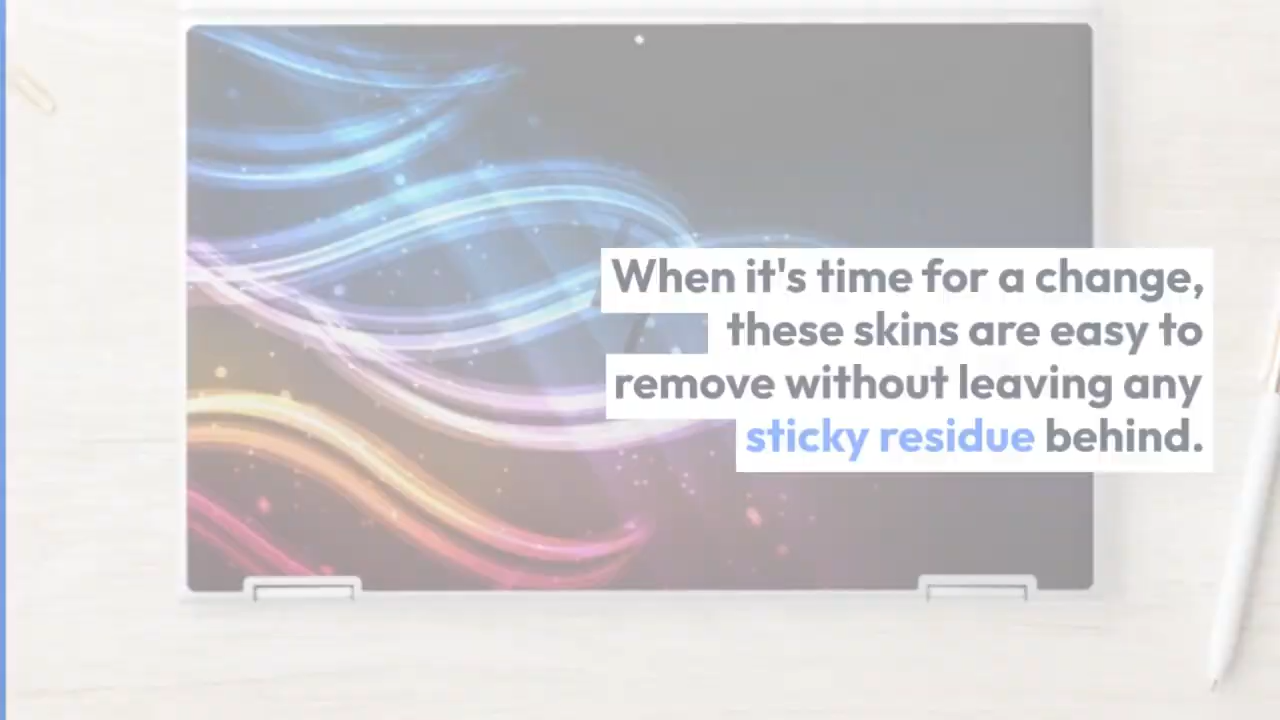 When it's time for a change,
these skins are easy to
remove without leaving any
sticky residue behind.